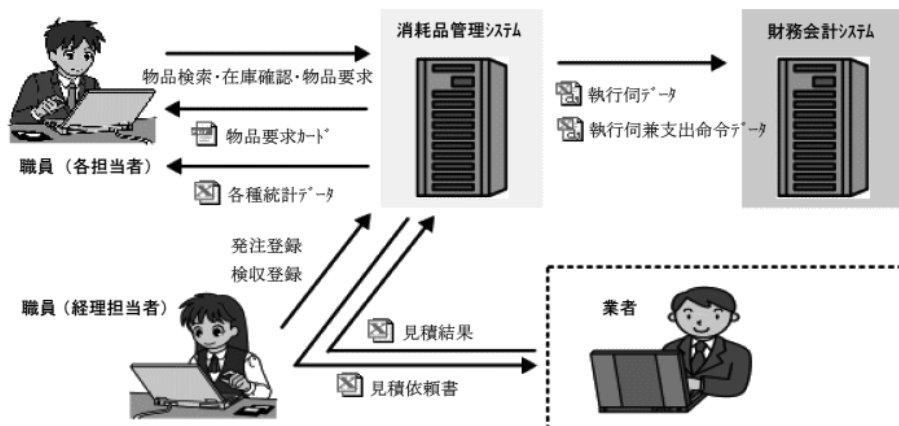 消耗品管理システム
財務会計システム
物品検索・在庫確認・物品要求
執行伺データ
物品要求カード
執行伺兼支出命令データ
職員（各担当者）
各種統計データ
発注登録
検収登録
職員（経理担当者）
業者
見積結果
見積依頼書